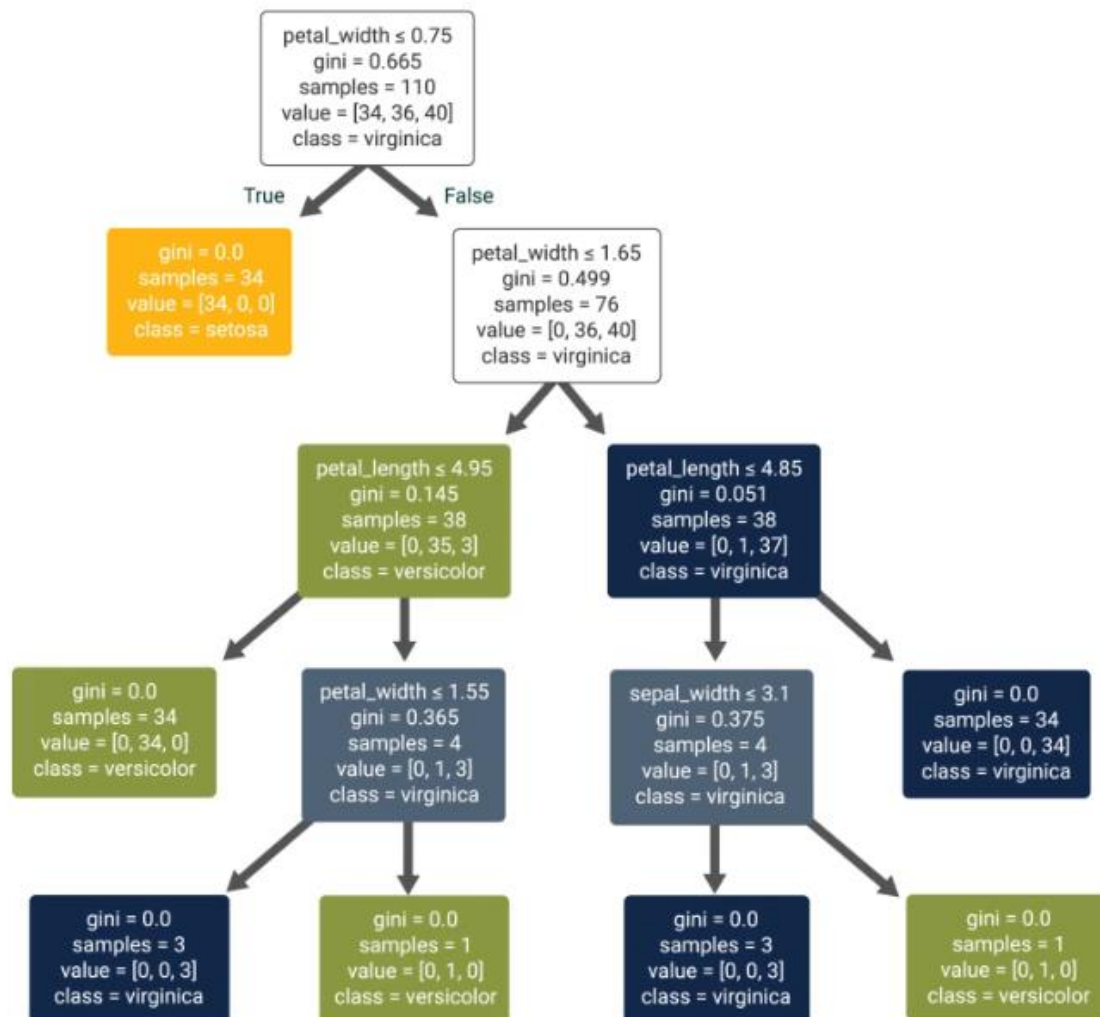 petal_width ≤ 0.75
gini = 0.665
samples = 110
value = [34, 36, 40]
class = virginica
True
False
gini = 0.0
samples = 34
value = [34, 0, 0]
class = setosa
petal_width ≤ 1.65
gini = 0.499
samples = 76
value = [0, 36, 40]
class = virginica
petal_length ≤ 4.95
gini = 0.145
samples = 38
value = [0, 35, 3]
class = versicolor
petal_length ≤ 4.85
gini = 0.051
samples = 38
value = [0, 1, 37]
class = virginica
gini = 0.0
samples = 34
value = [0, 34, 0]
class = versicolor
petal_width ≤ 1.55
gini = 0.365
samples = 4
value = [0, 1, 3]
class = virginica
sepal_width ≤ 3.1
gini = 0.375
samples = 4
value = [0, 1, 3]
class = virginica
gini = 0.0
samples = 34
value = [0, 0, 34]
class = virginica
gini = 0.0
samples = 3
value = [0, 0, 3]
class = virginica
gini = 0.0
samples = 1
value = [0, 1, 0]
class = versicolor
gini = 0.0
samples = 3
value = [0, 0, 3]
class = virginica
gini = 0.0
samples = 1
value = [0, 1, 0]
class = versicolor